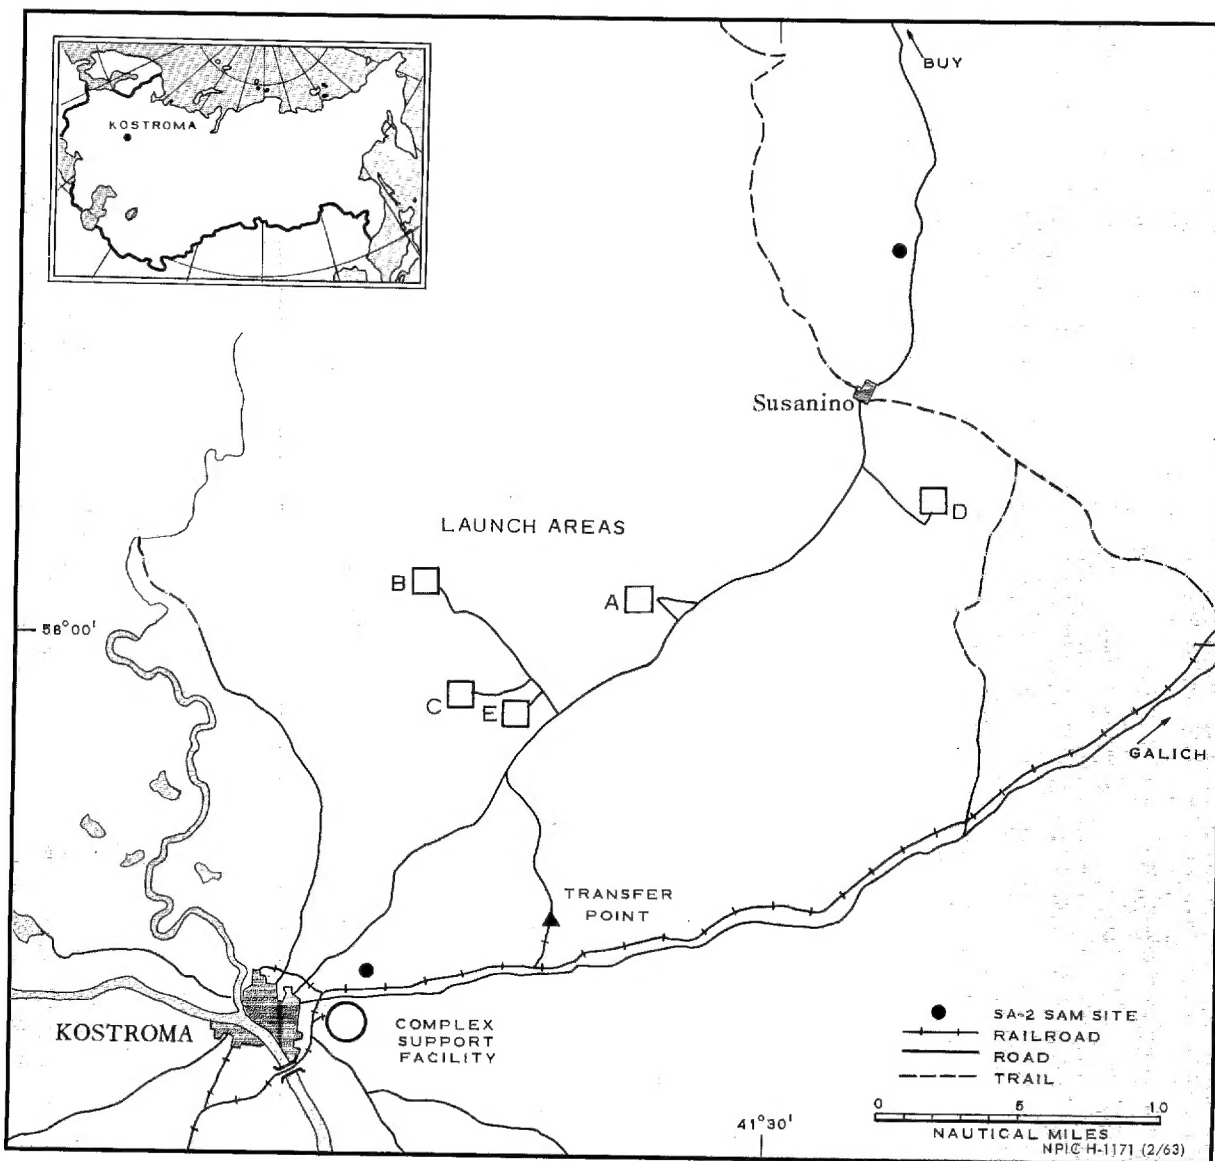 BUY
KOSTROMA
Susanino
D
LAUNCH AREAS
B
A
58°00'
C
E
GALICH
TRANSFER
POINT
KOSTROMA
COMPLEX
SUPPORT
FACILITY
SA-2 SAM SITE
RAILROAD
ROAD
TRAIL
0 5 10
NAUTICAL MILES
41°30'
NPIC H-1171 (2/63)